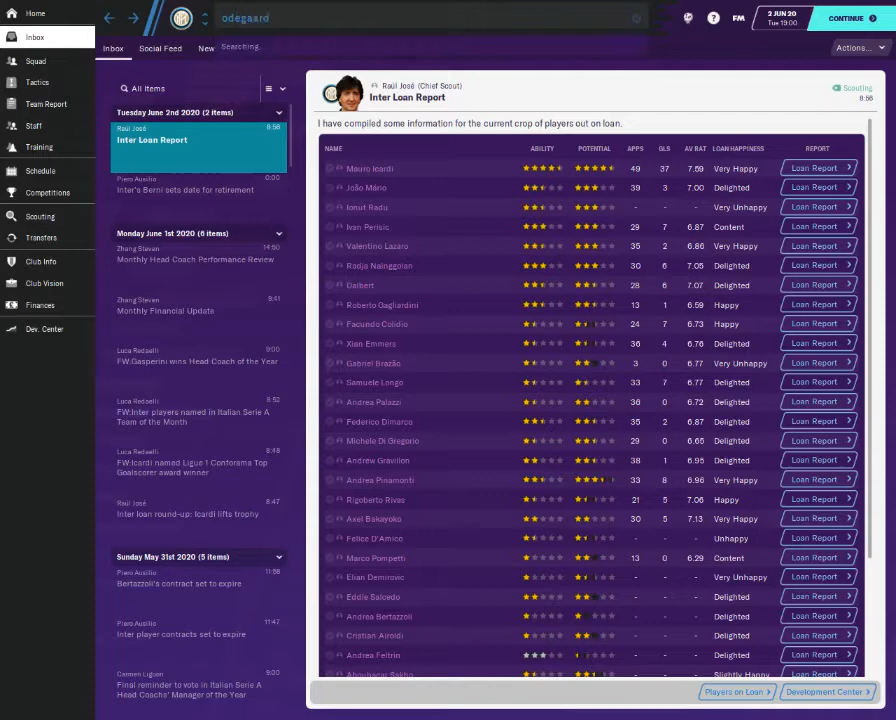 Home
Inbox
Squad
Tactics
Team Report
Staff
Training
Schedule
Competitions
Scouting
Transfers
Club Info
Club Vision
Finances
Dev. Center
odegaard
Searching...
FM
2 JUN 20
Tue 19:00
CONTINUE
Inbox
Social Feed
New
Actions...
All Items
Tuesday June 2nd 2020 (2 items)
Raúl José 8:56
Inter Loan Report
Piero Ausilio 0:00
Inter's Berni sets date for retirement
Monday June 1st 2020 (6 items)
Zhang Steven 14:50
Monthly Head Coach Performance Review
Zhang Steven 8:41
Monthly Financial Update
Luca Redaelli 9:00
FW:Gasperini wins Head Coach of the Year
Luca Redaelli 8:52
FW:Inter players named in Italian Serie A
Team of the Month
Luca Redaelli 8:48
FW:Icardi named Ligue 1 Conforama Top
Goalscorer award winner
Raúl José 8:47
Inter loan round-up: Icardi lifts trophy
Sunday May 31st 2020 (5 items)
Piero Ausilio 11:58
Bertazzoli's contract set to expire
Piero Ausilio 11:47
Inter player contracts set to expire
Carmen Liguen 9:00
Final reminder to vote in Italian Serie A
Head Coachs' Manager of the Year
Raúl José (Chief Scout)
Inter Loan Report
Scouting
8:56
I have compiled some information for the current crop of players out on loan.
NAME ABILITY POTENTIAL APPS GLS AV RAT LOAN HAPPINESS REPORT
Mauro Icardi 49 37 7.59 Very Happy Loan Report
João Mário 39 3 7.00 Delighted Loan Report
Ionut Radu - - - Very Unhappy Loan Report
Ivan Perisic 29 7 6.87 Content Loan Report
Valentino Lazaro 35 2 6.86 Very Happy Loan Report
Radja Nainggolan 30 6 7.05 Delighted Loan Report
Dalbert 28 6 7.07 Delighted Loan Report
Roberto Gagliardini 13 1 6.59 Happy Loan Report
Facundo Colidio 24 7 6.73 Happy Loan Report
Xian Emmers 36 4 6.76 Delighted Loan Report
Gabriel Brazão 3 0 6.77 Very Unhappy Loan Report
Samuele Longo 33 7 6.77 Delighted Loan Report
Andrea Palazzi 36 0 6.72 Delighted Loan Report
Federico Dimarco 35 2 6.87 Delighted Loan Report
Michele Di Gregorio 29 0 6.65 Delighted Loan Report
Andrew Gravillon 38 1 6.95 Delighted Loan Report
Andrea Pinamonti 33 8 6.96 Very Happy Loan Report
Rigoberto Rivas 21 5 7.06 Happy Loan Report
Axel Bakayoko 30 5 7.13 Very Happy Loan Report
Felice D'Amico - - - Unhappy Loan Report
Marco Pompetti 13 0 6.29 Content Loan Report
Elian Demirovic - - - Very Unhappy Loan Report
Eddie Salcedo - - - Delighted Loan Report
Andrea Bertazzoli - - - Delighted Loan Report
Cristian Airoldi - - - Delighted Loan Report
Andrea Feltrin - - - Delighted Loan Report
Aboubacar Sakho - - - Slightly Happy Loan Report
Players on Loan
Development Center